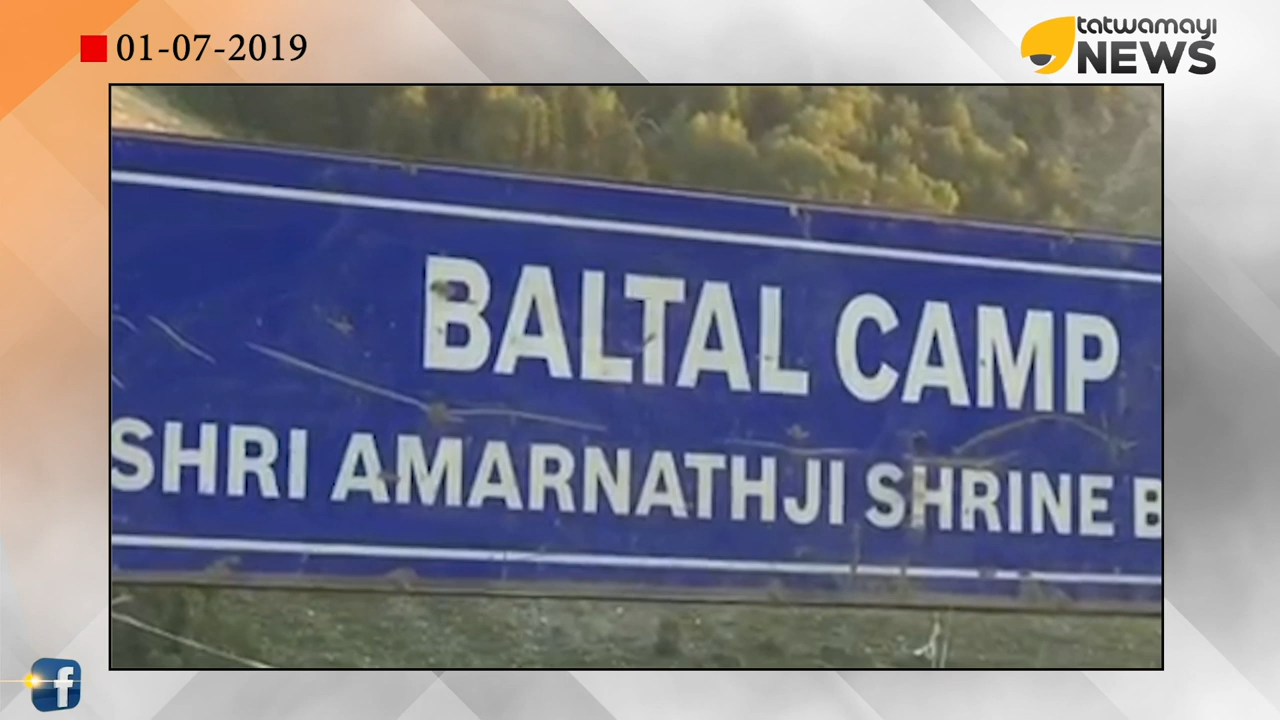 01-07-2019
tatwamayi
NEWS
BALTAL CAMP
SHRI AMARNATHJI SHRINE B
f